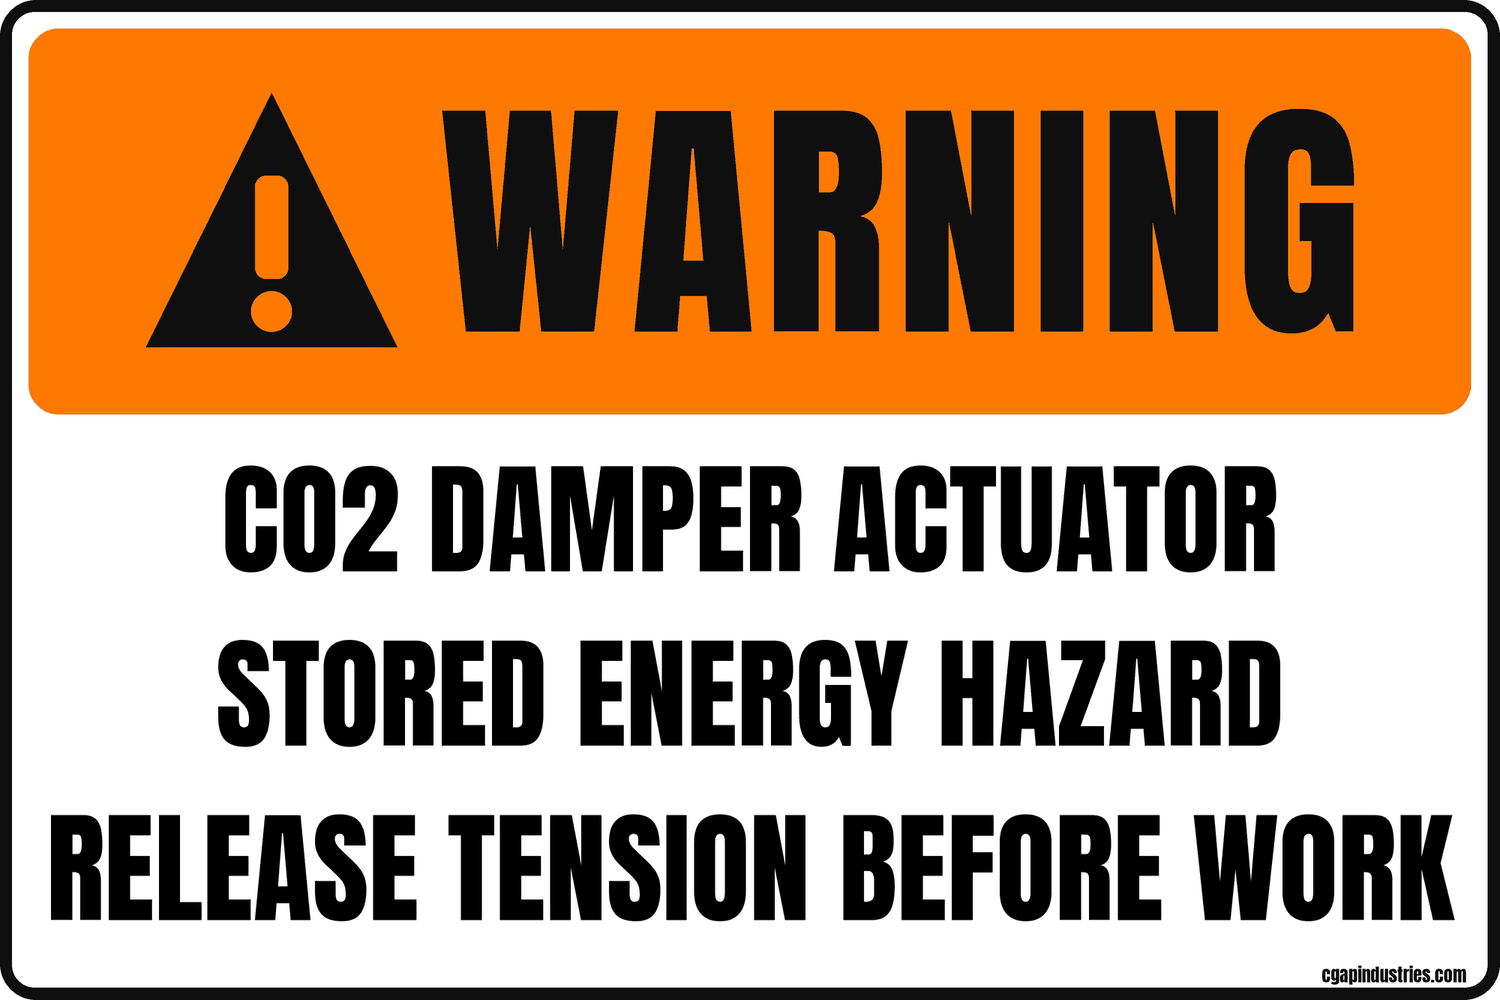 WARNING
CO2 DAMPER ACTUATOR
STORED ENERGY HAZARD
RELEASE TENSION BEFORE WORK
cgapindustries.com